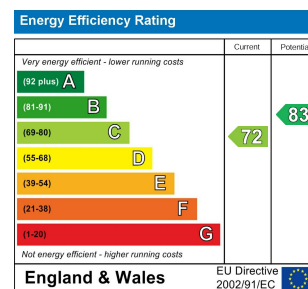 Energy Efficiency Rating
Current Potentia
Very energy efficient - lower running costs
(92 plus) A
(81-91) B
83
(69-80) C
72
(55-68) D
(39-54) E
(21-38) F
(1-20) G
Not energy efficient - higher running costs
England & Wales
EU Directive
2002/91/EC